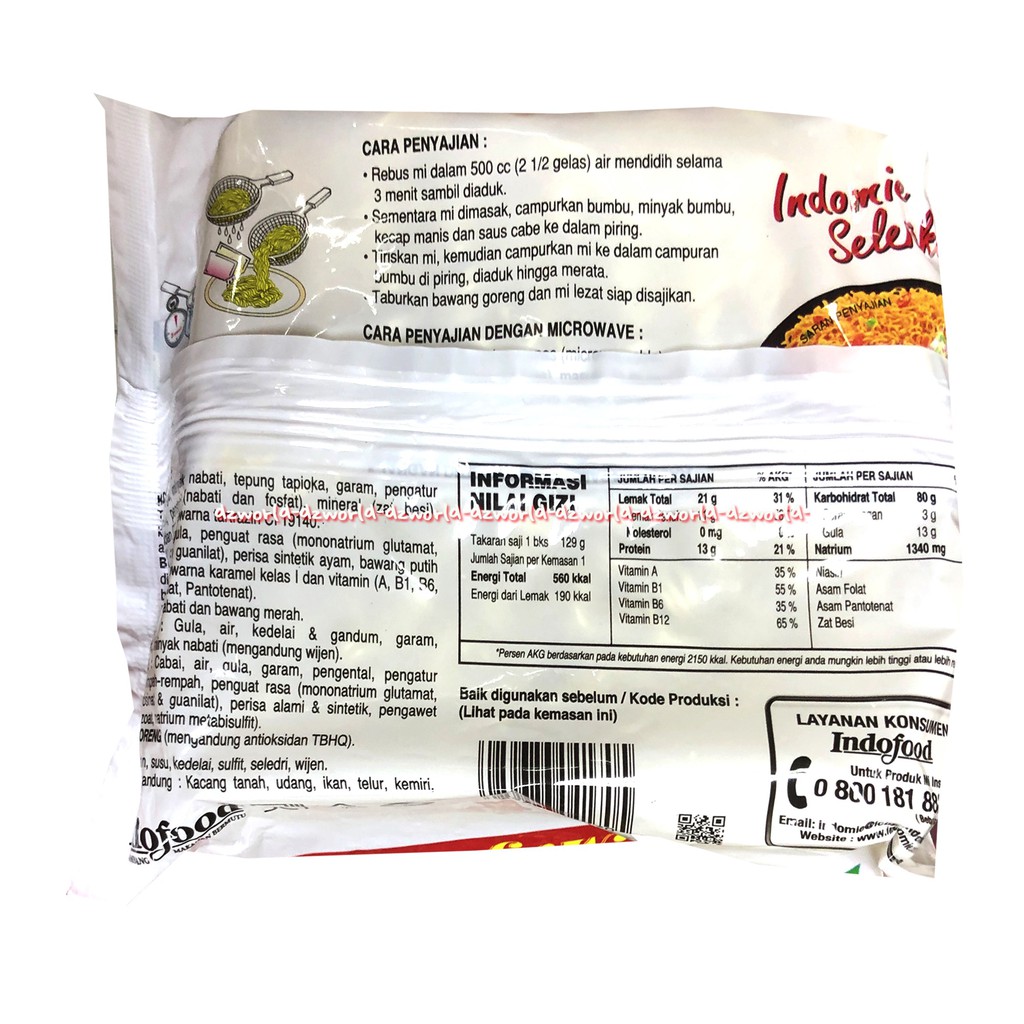 CARA PENYAJIAN :
• Rebus mi dalam 500 cc (2 1/2 gelas) air mendidih selama
3 menit sambil diaduk.
• Sementara mi dimasak, campurkan bumbu, minyak bumbu,
kecap manis dan saus cabe ke dalam piring.
• Tiriskan mi, kemudian campurkan mi ke dalam campuran
bumbu di piring, diaduk hingga merata.
• Taburkan bawang goreng dan mi lezat siap disajikan.
CARA PENYAJIAN DENGAN MICROWAVE :
Indomie
SARAN PENYAJIAN
nabati, tepung tapioka, garam, pengatur
(nabati dan fosfat), mineral (zat besi)
guanilat), perisa sintetik ayam, bawang putih
penguat rasa (mononatrium glutamat,
warna karamel kelas I dan vitamin (A, B1, B6,
Pantotenat).
dan bawang merah.
: Gula, air, kedelai & gandum, garam,
minyak nabati (mengandung wijen).
: Cabai, air, gula, garam, pengental, pengatur
penguat rasa (mononatrium glutamat,
& guanilat), perisa alami & sintetik, pengawet
natrium metabisulfit).
(mengandung antioksidan TBHQ).
susu, kedelai, sulfit, seledri, wijen.
: Kacang tanah, udang, ikan, telur, kemiri.
INFORMASI
NILAI GIZI
Takaran saji 1 bks 129 g
Jumlah Sajian per Kemasan 1
Energi Total 560 kkal
Energi dari Lemak 190 kkal
JUMLAH PER SAJIAN % AKG*
Lemak Total 21 g 31 %
Kolesterol 0 mg
Protein 13 g 21 %
Vitamin A 35 %
Vitamin B1 55 %
Vitamin B6 35 %
Vitamin B12 65 %
JUMLAH PER SAJIAN
Karbohidrat Total 80 g
3 g
Gula 13 g
Natrium 1340 mg
Niasin
Asam Folat
Asam Pantotenat
Zat Besi
*Persen AKG berdasarkan pada kebutuhan energi 2150 kkal. Kebutuhan energi anda mungkin lebih tinggi atau lebih
azworld-azworld-azworld-azworld-azworld-azworld-azworld-azworld-
Baik digunakan sebelum / Kode Produksi :
(Lihat pada kemasan ini)
LAYANAN KONSUMEN
Indofood
Untuk Produk
0 800 181
Email:
Website : www.